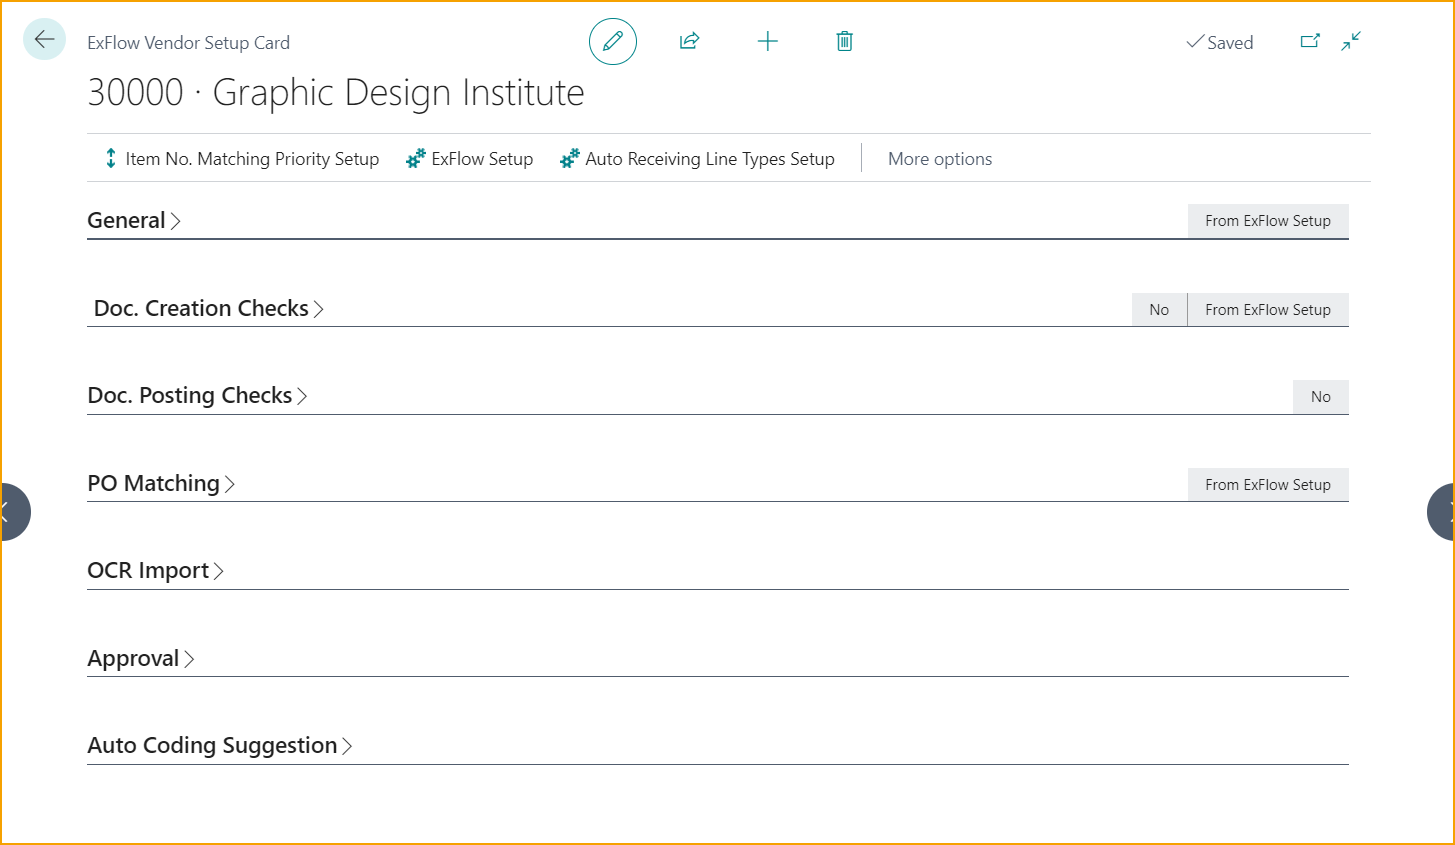 ExFlow Vendor Setup Card
Saved
30000 · Graphic Design Institute
Item No. Matching Priority Setup ExFlow Setup Auto Receiving Line Types Setup More options
General From ExFlow Setup
Doc. Creation Checks No From ExFlow Setup
Doc. Posting Checks No
PO Matching From ExFlow Setup
OCR Import
Approval
Auto Coding Suggestion